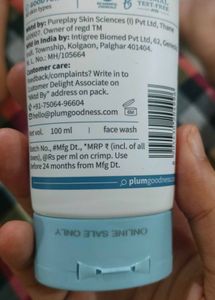 by: Pureplay Skin Sciences (I) Pvt Ltd, Thane
Owner of regd TM
in India by: Intigree Biomed Pvt Ltd, 62,
Township, Kolgaon, Palghar 401404.
No.: MH/105664
Customer care:
feedback/complaints? Write in to
Customer Delight Associate on
"Mktd By" address on pack.
+91-75064-96604
hello@plumgoodness.com
net vol. 100 ml face wash
Batch No., #Mfg Dt., *MRP ₹ (incl. of all
taxes), @Rs per ml on crimp. Use
before 24 months from Mfg Dt.
plumgoodness.com
ONLINE SALE ONLY